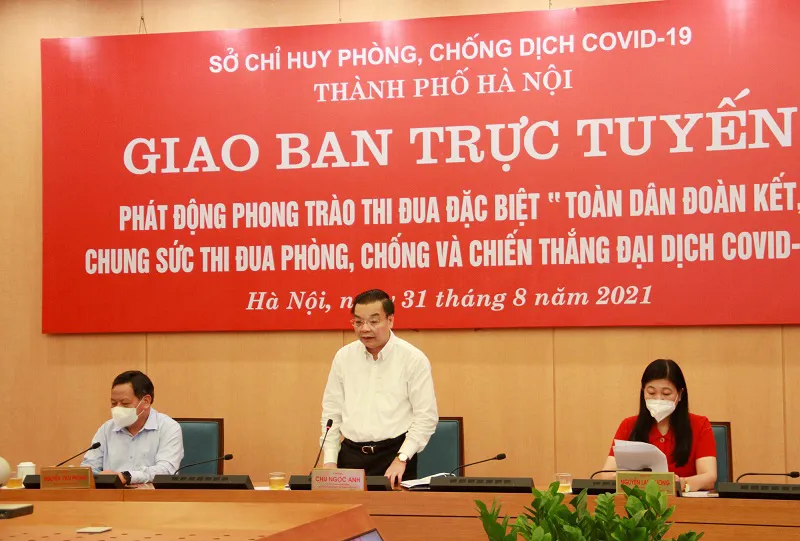 SỞ CHỈ HUY PHÒNG, CHỐNG DỊCH COVID-19
THÀNH PHỐ HÀ NỘI
GIAO BAN TRỰC TUYẾN
PHÁT ĐỘNG PHONG TRÀO THI ĐUA ĐẶC BIỆT “ TOÀN DÂN ĐOÀN KẾT,
CHUNG SỨC THI ĐUA PHÒNG, CHỐNG VÀ CHIẾN THẮNG ĐẠI DỊCH COVID-
Hà Nội, 31 tháng 8 năm 2021
CHU NGỌC ANH